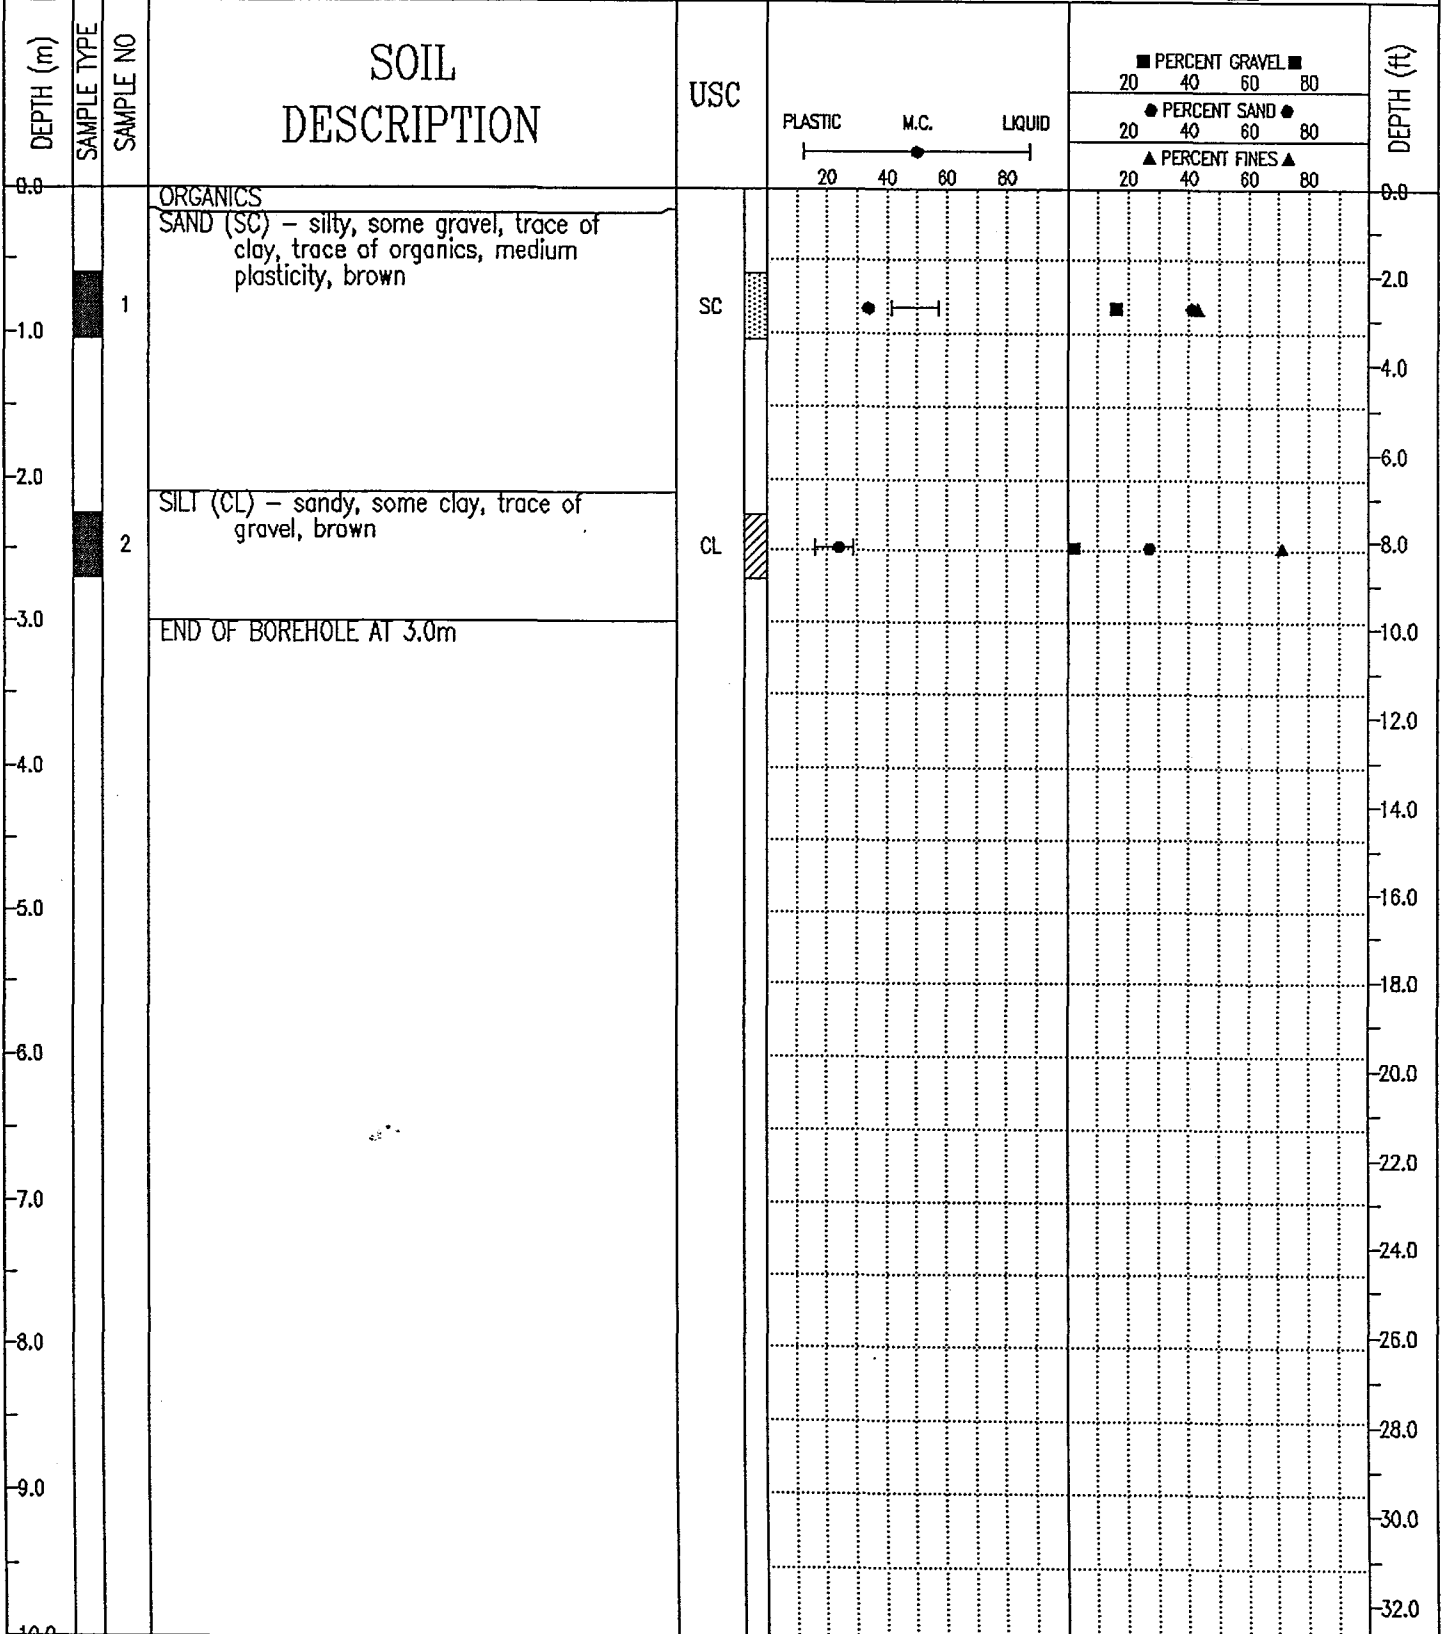 DEPTH (m)
SAMPLE TYPE
SAMPLE NO
SOIL
DESCRIPTION
USC
PLASTIC M.C. LIQUID
20 40 60 80
■ PERCENT GRAVEL ■
20 40 60 80
● PERCENT SAND ●
20 40 60 80
▲ PERCENT FINES ▲
20 40 60 80
DEPTH (ft)
0.0
ORGANICS
0.0
SAND (SC) – silty, some gravel, trace of
clay, trace of organics, medium
plasticity, brown
2.0
1
SC
1.0
4.0
6.0
2.0
SILT (CL) – sandy, some clay, trace of
gravel, brown
2
CL
8.0
3.0
END OF BOREHOLE AT 3.0m
10.0
12.0
4.0
14.0
16.0
5.0
18.0
6.0
20.0
22.0
7.0
24.0
8.0
26.0
28.0
9.0
30.0
32.0
10.0